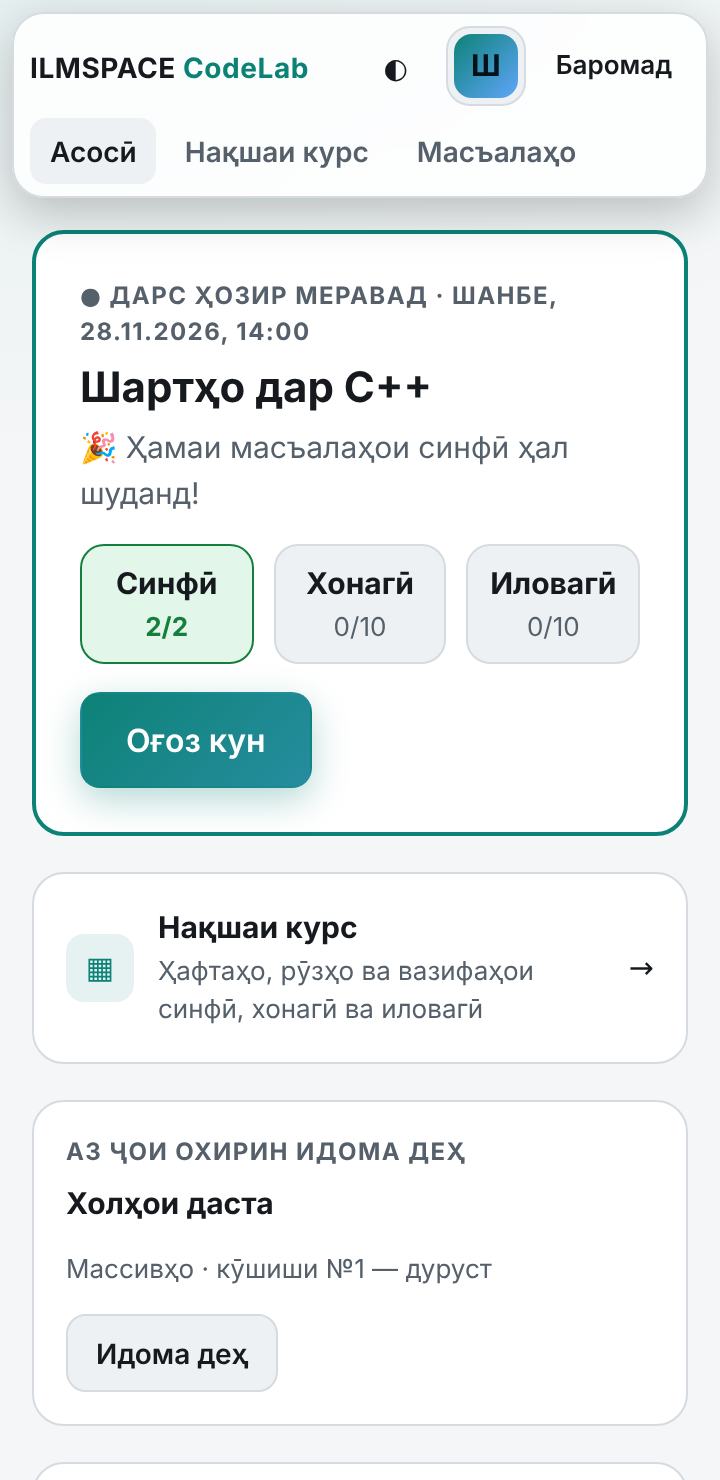 ILMSPACE CodeLab
Ш
Баромад
Асосӣ
Нақшаи курс
Масъалаҳо
ДАРС ҲОЗИР МЕРАВАД · ШАНБЕ,
28.11.2026, 14:00
Шартҳо дар C++
🎉 Ҳамаи масъалаҳои синфӣ ҳал
шуданд!
Синфӣ
2/2
Хонагӣ
0/10
Иловагӣ
0/10
Оғоз кун
Нақшаи курс
Ҳафтаҳо, рӯзҳо ва вазифаҳои
синфӣ, хонагӣ ва иловагӣ
→
АЗ ҶОИ ОХИРИН ИДОМА ДЕҲ
Холҳои даста
Массивҳо · кӯшиши №1 — дуруст
Идома деҳ